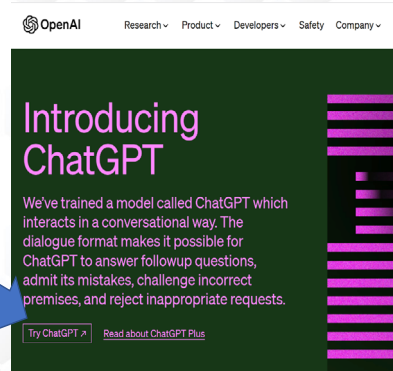 OpenAI Research Product Developers Safety Company
Introducing
ChatGPT
We've trained a model called ChatGPT which
interacts in a conversational way. The
dialogue format makes it possible for
ChatGPT to answer followup questions,
admit its mistakes, challenge incorrect
premises, and reject inappropriate requests.
Try ChatGPT ↗ Read about ChatGPT Plus